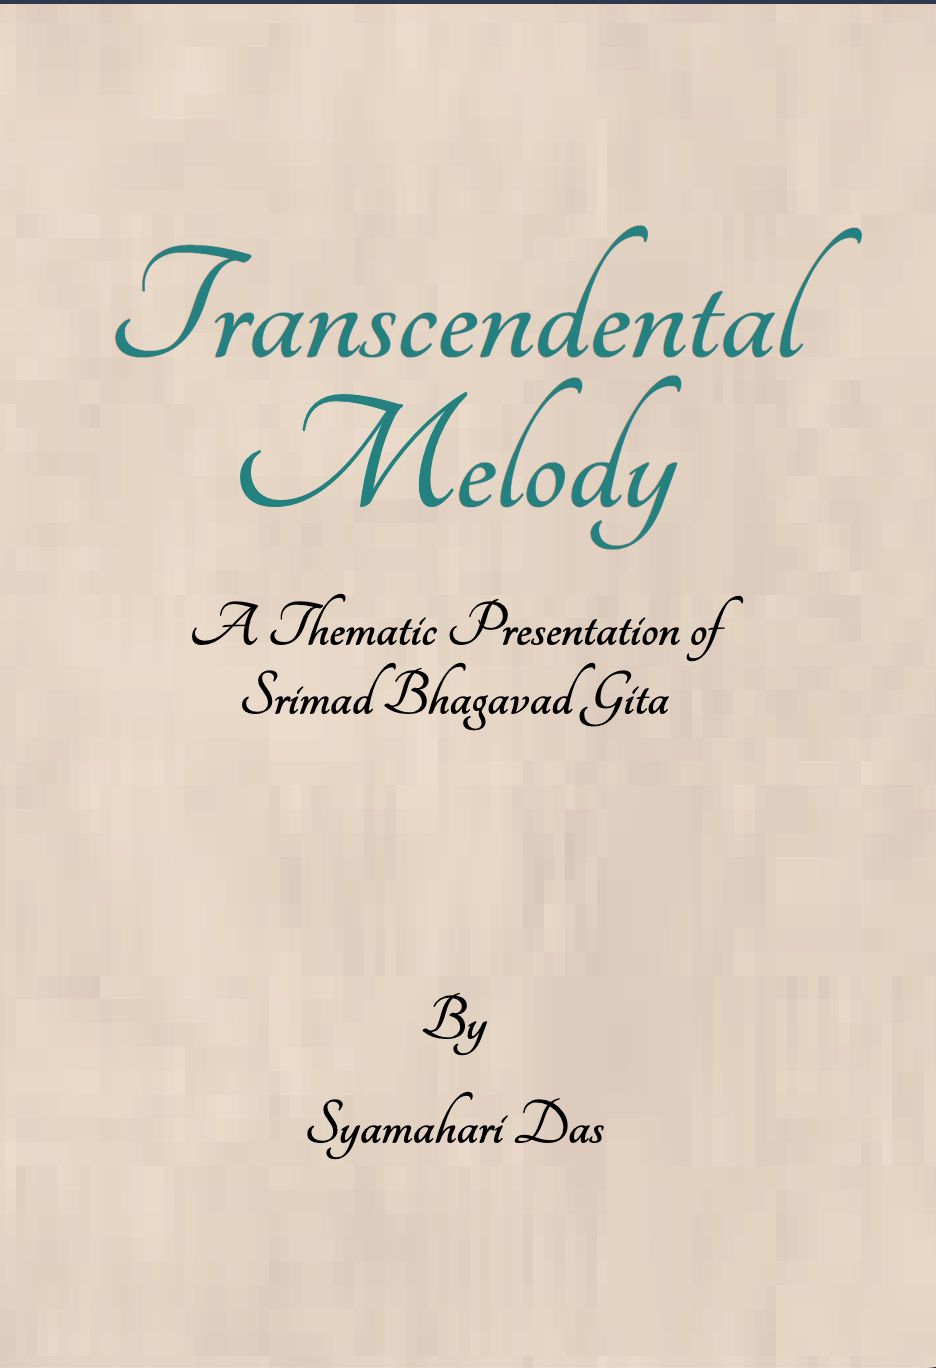 Transcendental
Melody
A Thematic Presentation of
Srimad Bhagavad Gita
By
Syamahari Das